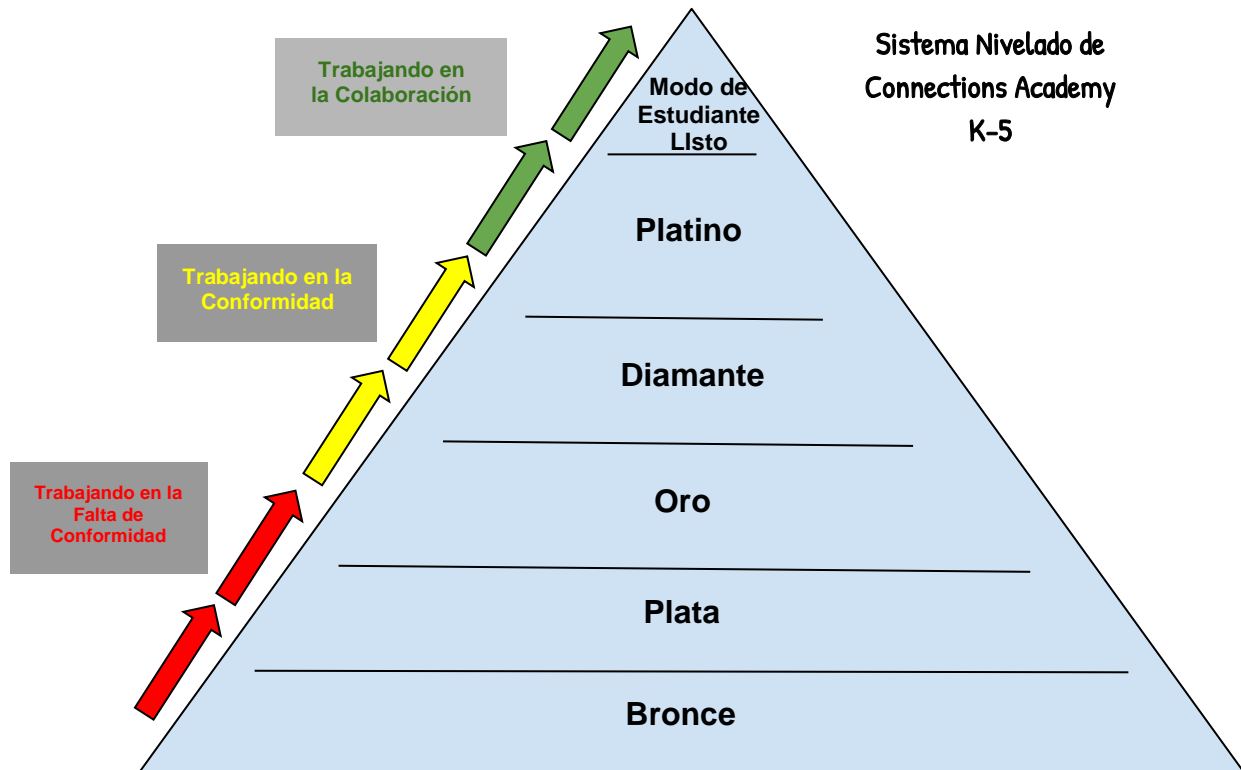 Sistema Nivelado de
Connections Academy
K-5
Trabajando en
la Colaboración
Modo de
Estudiante
LIsto
Platino
Trabajando en la
Conformidad
Diamante
Oro
Trabajando en la
Falta de
Conformidad
Plata
Bronce